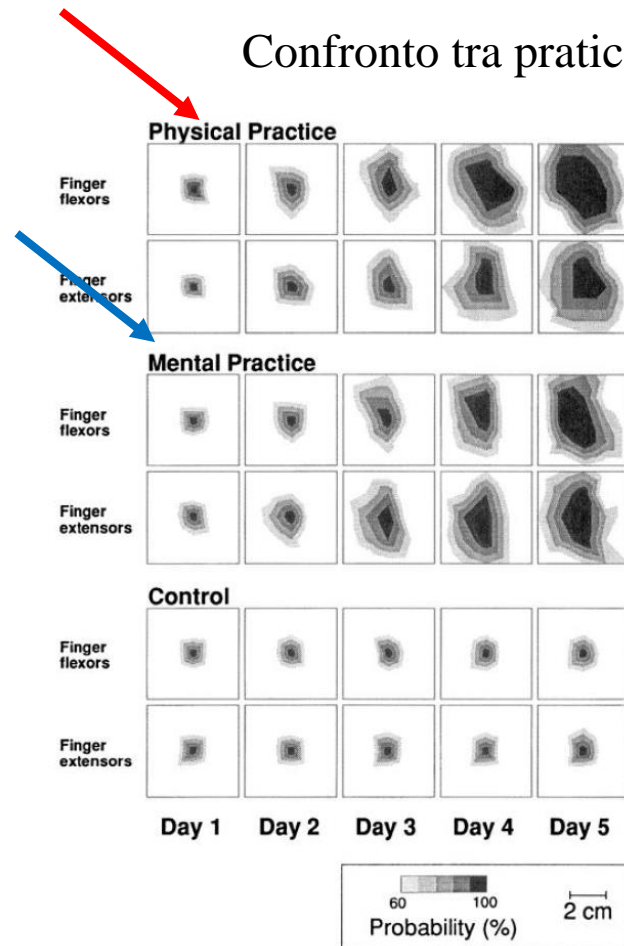 Confronto tra pratic
Physical Practice
Finger
flexors
Finger
extensors
Mental Practice
Finger
flexors
Finger
extensors
Control
Finger
flexors
Finger
extensors
Day 1 Day 2 Day 3 Day 4 Day 5
60 100
Probability (%)
2 cm